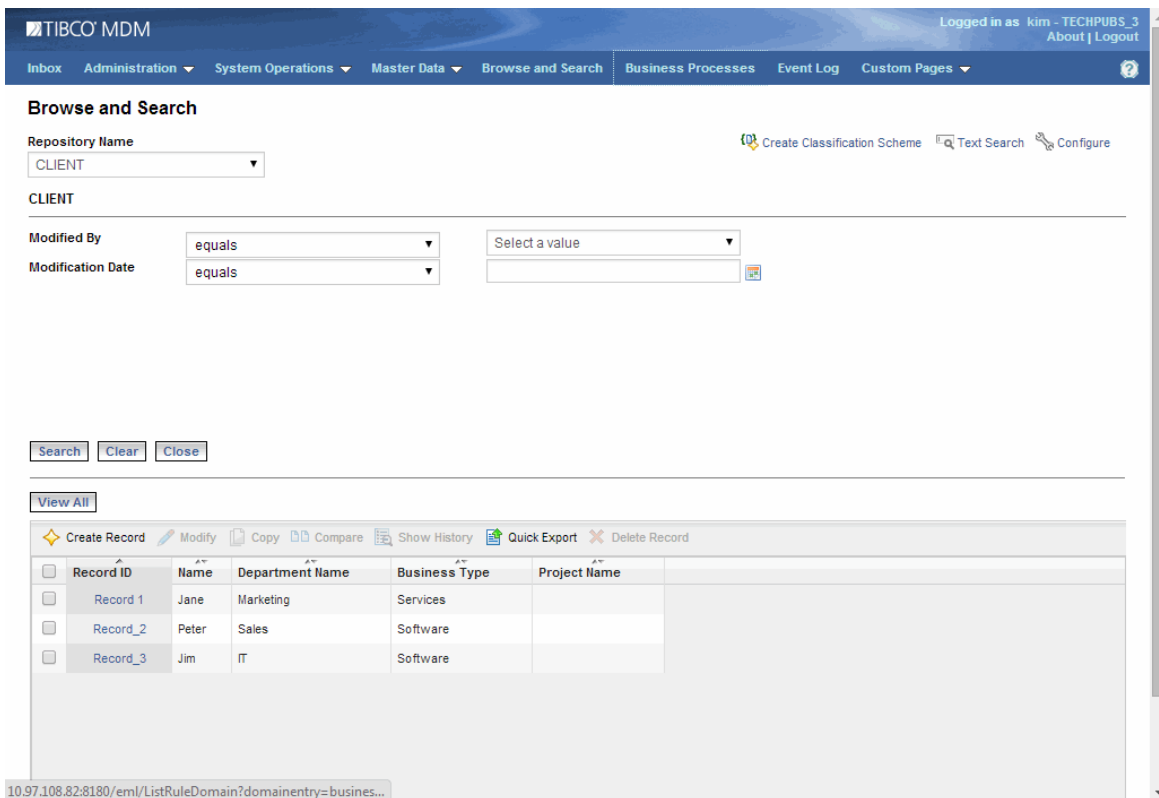 TIBCO MDM
Logged in as kim - TECHPUBS_3
About | Logout
Inbox Administration System Operations Master Data Browse and Search Business Processes Event Log Custom Pages ?
Browse and Search
Repository Name
Create Classification Scheme Text Search Configure
CLIENT
CLIENT
Modified By equals Select a value
Modification Date equals
Search Clear Close
View All
Create Record Modify Copy Compare Show History Quick Export Delete Record
Record ID Name Department Name Business Type Project Name
Record 1 Jane Marketing Services
Record_2 Peter Sales Software
Record_3 Jim IT Software
10.97.108.82:8180/eml/ListRuleDomain?domainentry=busines...